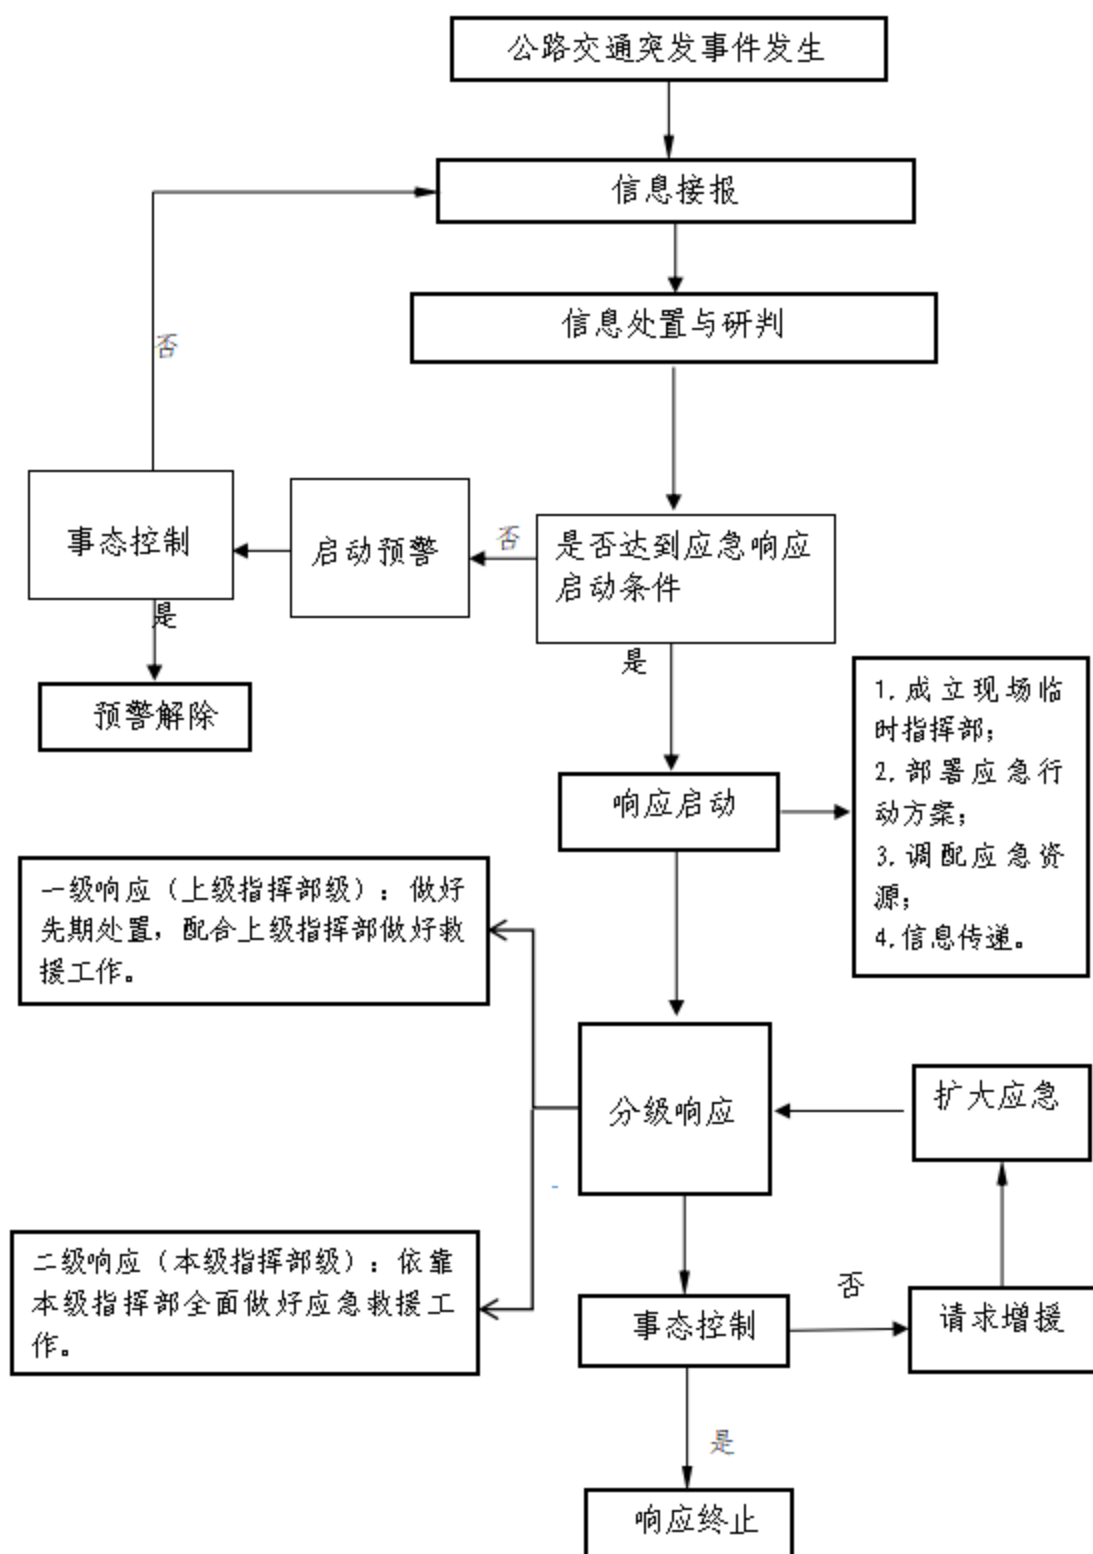 公路交通突发事件发生
信息接报
信息处置与研判
否
事态控制
启动预警
否
是否达到应急响应
启动条件
是
预警解除
是
响应启动
1.成立现场临
时指挥部；
2.部署应急行
动方案；
3.调配应急资
源；
4.信息传递。
一级响应（上级指挥部级）：做好
先期处置，配合上级指挥部做好救
援工作。
分级响应
扩大应急
二级响应（本级指挥部级）：依靠
本级指挥部全面做好应急救援工
作。
事态控制
否
请求增援
是
响应终止